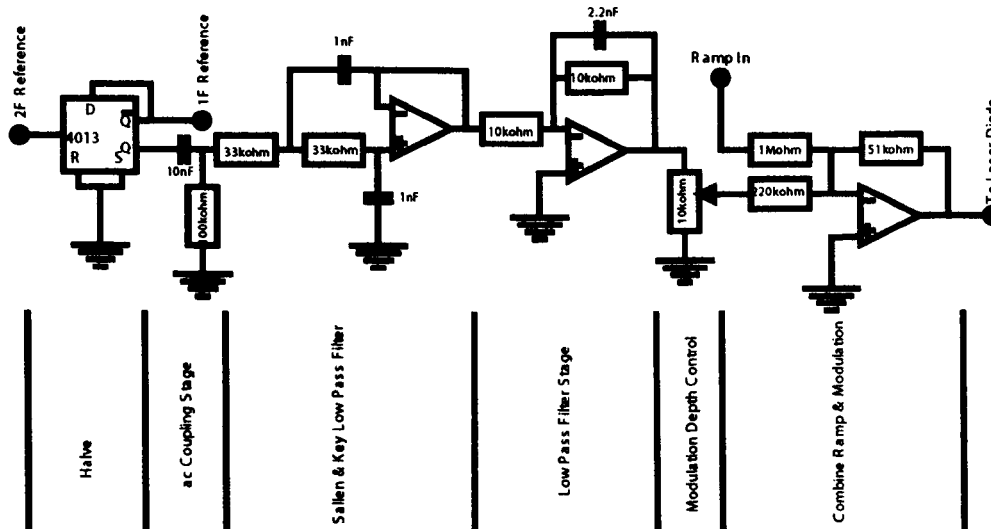 2F Reference
D
4013
Q
Q
R
S
1F Reference
10nF
100kohm
33kohm
1nF
33kohm
1nF
10kohm
2.2nF
10kohm
10kohm
Ramp In
1Mohm
220kohm
51kohm
To Laser Diode
Halve
ac Coupling Stage
Sallen & Key Low Pass Filter
Low Pass Filter Stage
Modulation Depth Control
Combine Ramp & Modulation